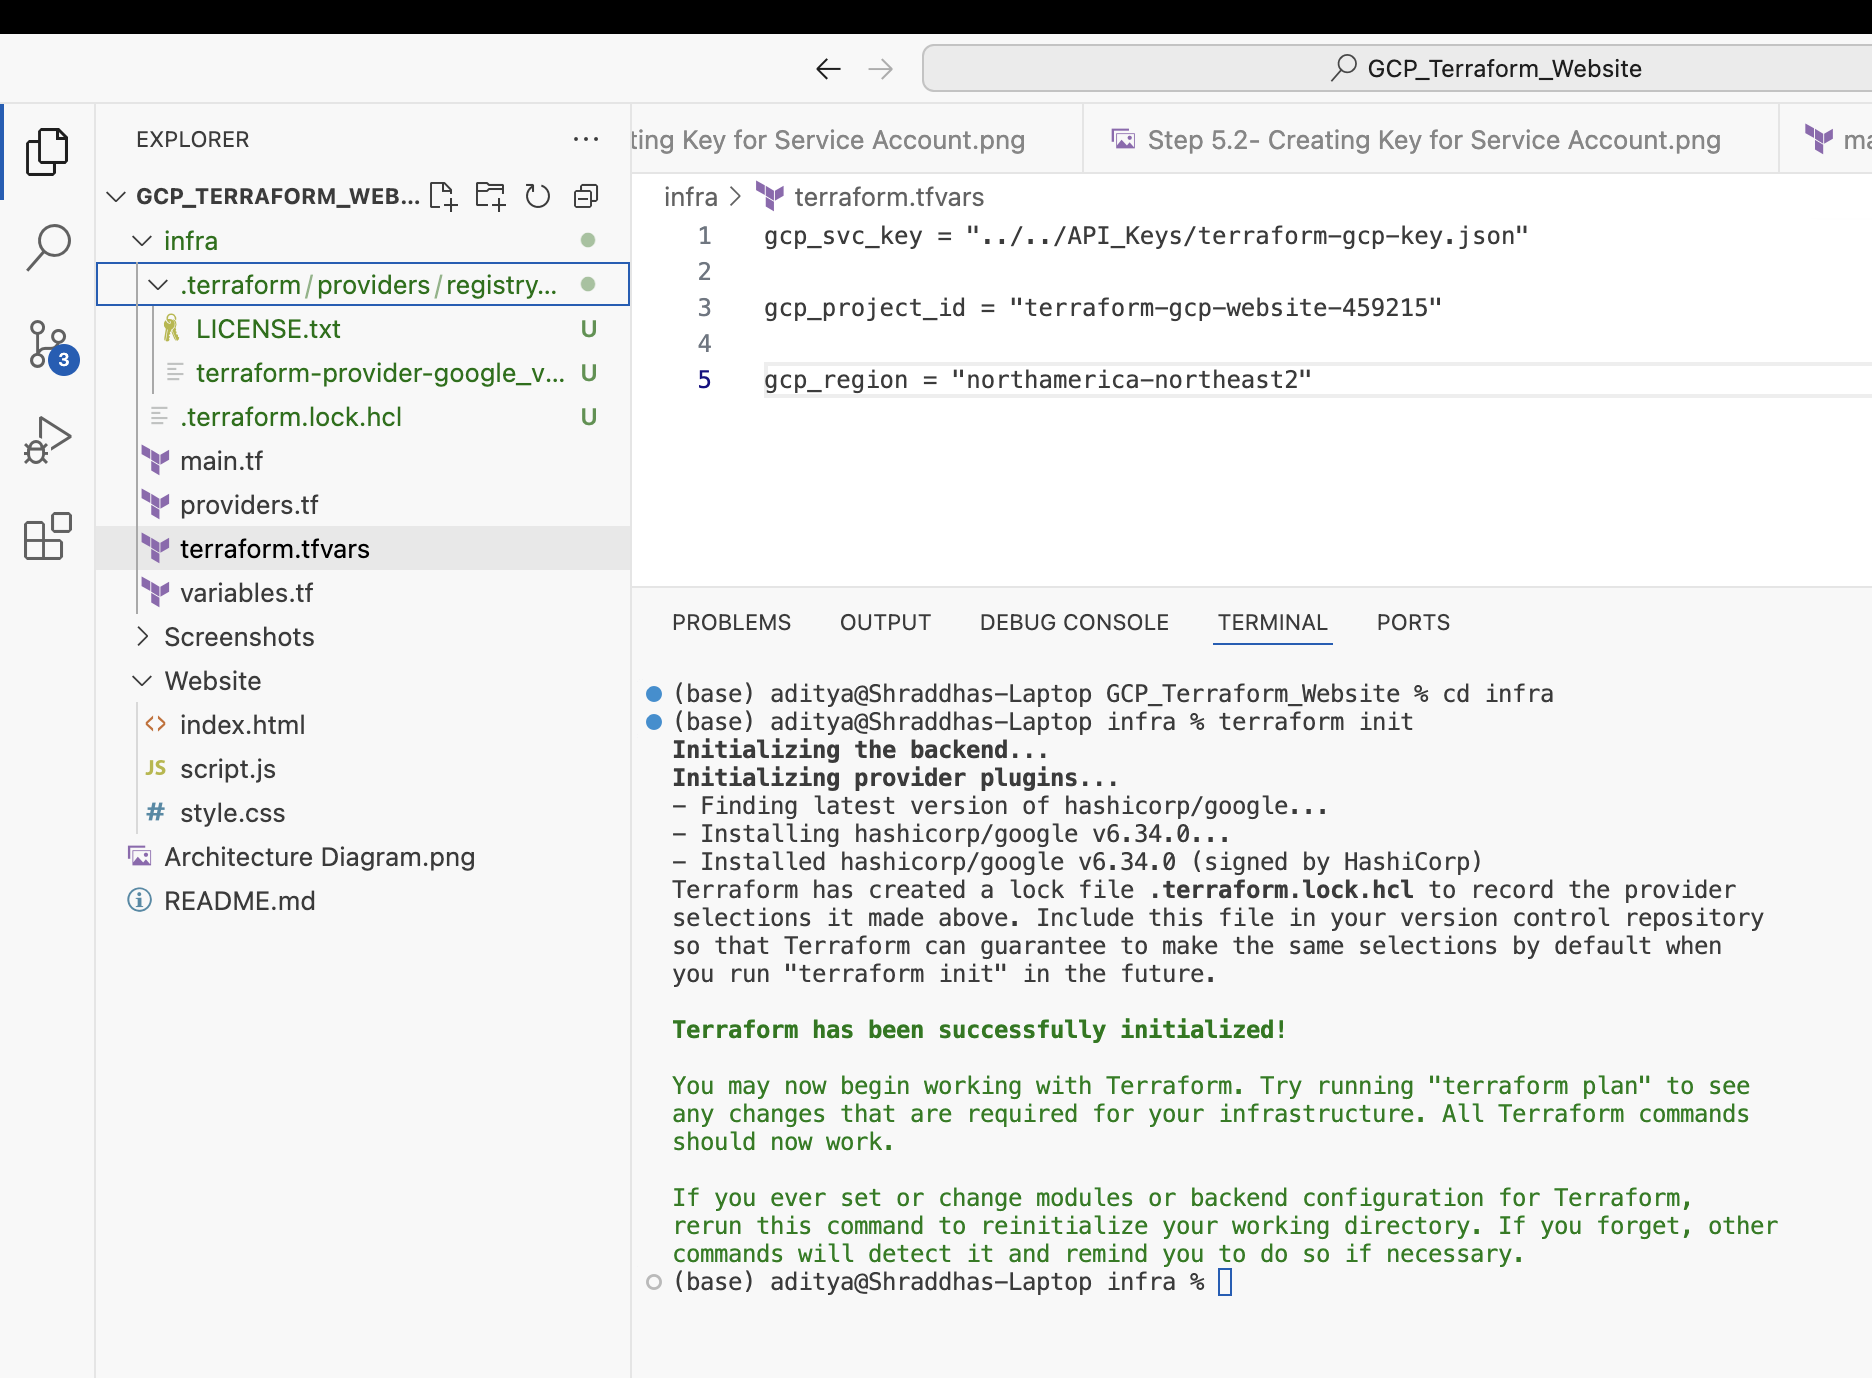 GCP_Terraform_Website
EXPLORER
GCP_TERRAFORM_WEB...
infra
.terraform/providers/registry...
LICENSE.txt U
terraform-provider-google_v... U
.terraform.lock.hcl U
main.tf
providers.tf
terraform.tfvars
variables.tf
Screenshots
Website
index.html
JS script.js
# style.css
Architecture Diagram.png
README.md
3
ting Key for Service Account.png
Step 5.2- Creating Key for Service Account.png
ma
infra > terraform.tfvars
1 gcp_svc_key = "../../API_Keys/terraform-gcp-key.json"
2
3 gcp_project_id = "terraform-gcp-website-459215"
4
5 gcp_region = "northamerica-northeast2"
PROBLEMS OUTPUT DEBUG CONSOLE TERMINAL PORTS
(base) aditya@Shraddhas-Laptop GCP_Terraform_Website % cd infra
(base) aditya@Shraddhas-Laptop infra % terraform init
Initializing the backend...
Initializing provider plugins...
- Finding latest version of hashicorp/google...
- Installing hashicorp/google v6.34.0...
- Installed hashicorp/google v6.34.0 (signed by HashiCorp)
Terraform has created a lock file .terraform.lock.hcl to record the provider
selections it made above. Include this file in your version control repository
so that Terraform can guarantee to make the same selections by default when
you run "terraform init" in the future.
Terraform has been successfully initialized!
You may now begin working with Terraform. Try running "terraform plan" to see
any changes that are required for your infrastructure. All Terraform commands
should now work.
If you ever set or change modules or backend configuration for Terraform,
rerun this command to reinitialize your working directory. If you forget, other
commands will detect it and remind you to do so if necessary.
(base) aditya@Shraddhas-Laptop infra %